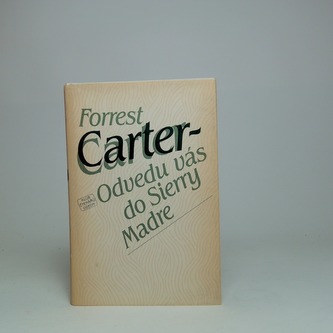 Forrest
Carter-
Odvedu vás
do Sierry
Madre